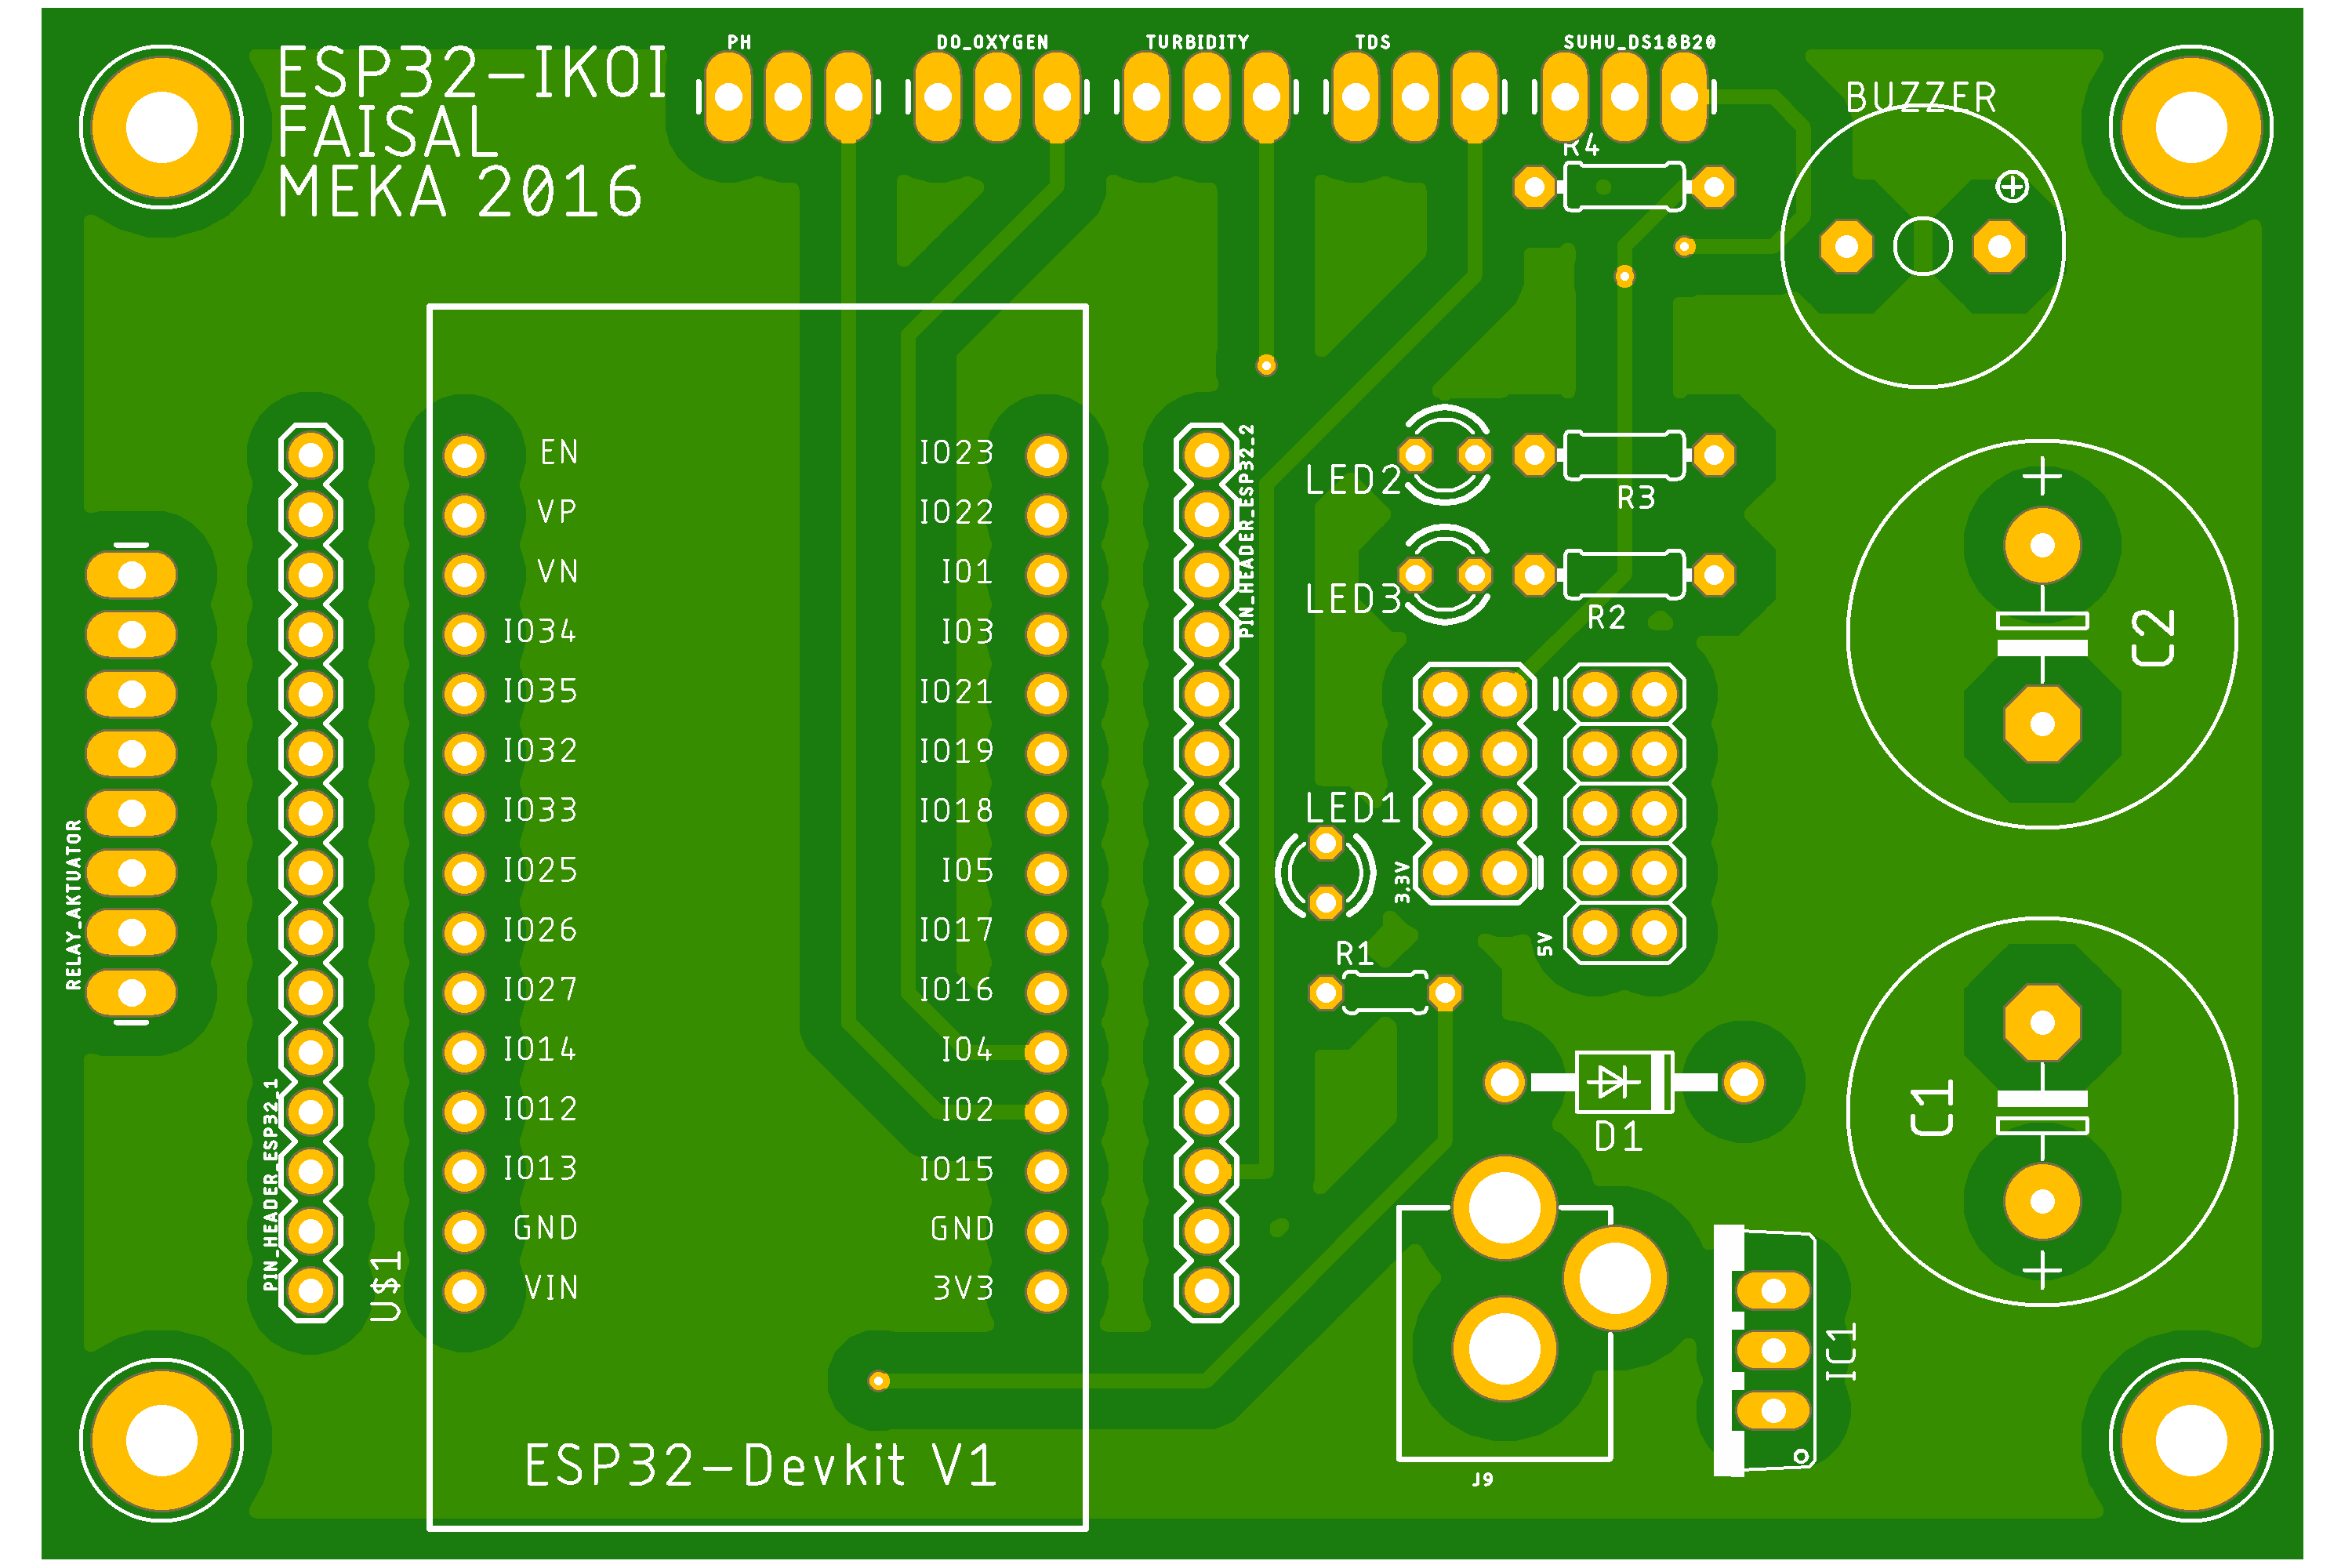 PH
DO_OXYGEN
TURBIDITY
TDS
SUHU_DS18B20
ESP32-IKOI
FAISAL
MEKA 2016
BUZZER
R4
EN
VP
VN
IO34
IO35
IO32
IO33
IO25
IO26
IO27
IO14
IO12
IO13
GND
VIN
IO23
IO22
IO1
IO3
IO21
IO19
IO18
IO5
IO17
IO16
IO4
IO2
IO15
GND
3V3
PIN_HEADER_ESP32_2
LED2
R3
LED3
R2
C2
LED1
3.3V
5V
R1
RELAY_AKTUATOR
PIN_HEADER_ESP32_1
U$1
D1
C1
IC1
J9
ESP32-Devkit V1